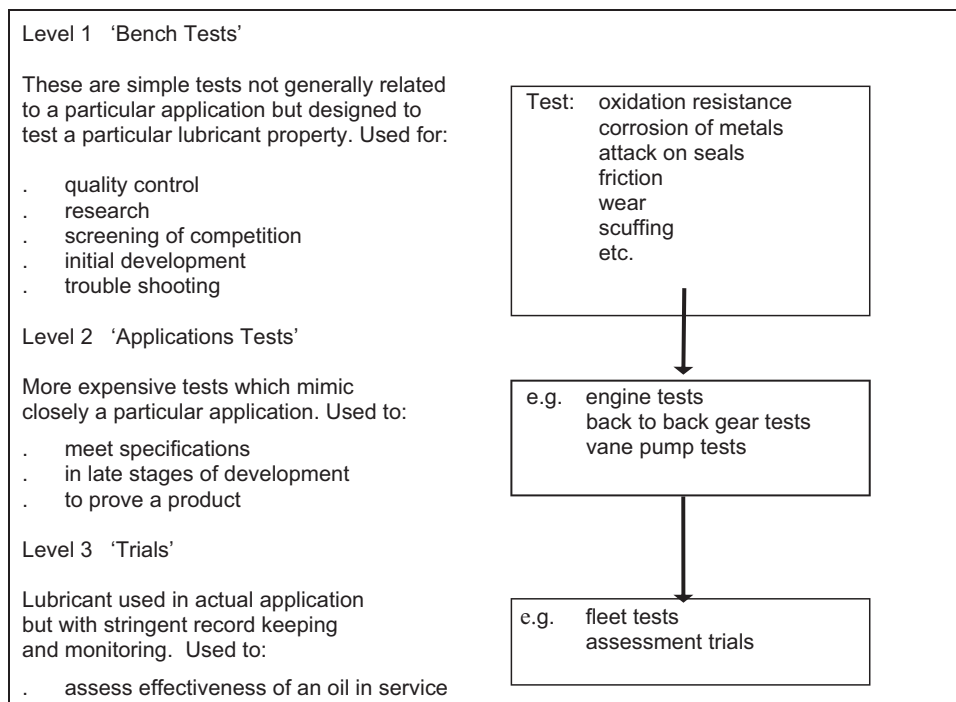 Level 1 ‘Bench Tests’
These are simple tests not generally related
to a particular application but designed to
test a particular lubricant property. Used for:
. quality control
. research
. screening of competition
. initial development
. trouble shooting
Test: oxidation resistance
corrosion of metals
attack on seals
friction
wear
scuffing
etc.
Level 2 ‘Applications Tests’
More expensive tests which mimic
closely a particular application. Used to:
. meet specifications
. in late stages of development
. to prove a product
e.g. engine tests
back to back gear tests
vane pump tests
Level 3 ‘Trials’
Lubricant used in actual application
but with stringent record keeping
and monitoring. Used to:
. assess effectiveness of an oil in service
e.g. fleet tests
assessment trials